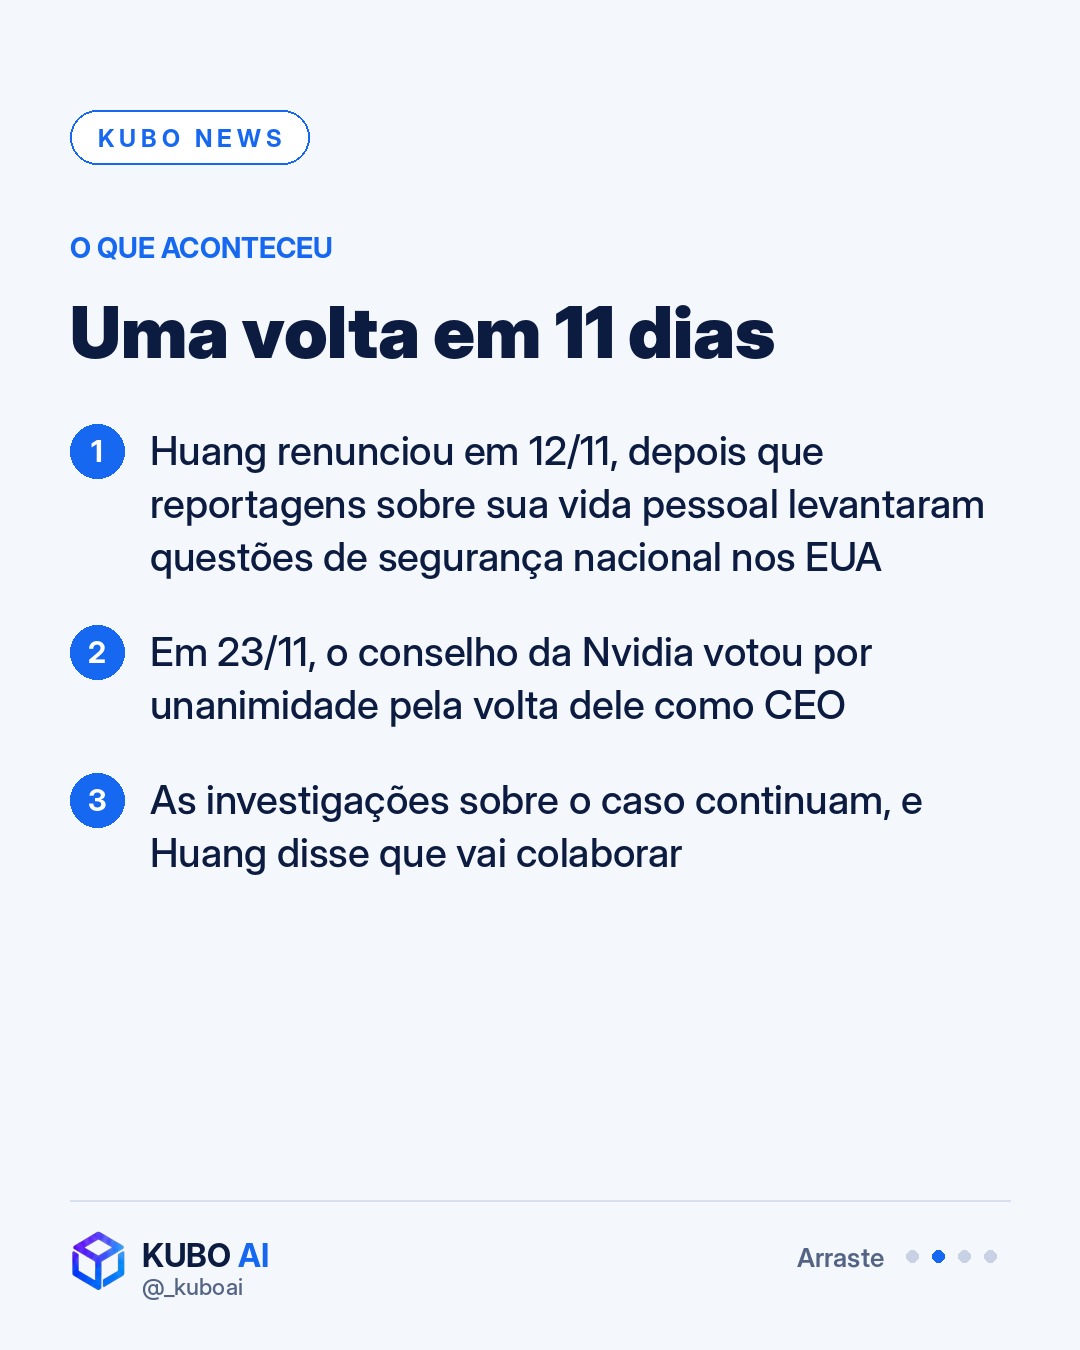 KUBO NEWS
O QUE ACONTECEU
Uma volta em 11 dias
1 Huang renunciou em 12/11, depois que
reportagens sobre sua vida pessoal levantaram
questões de segurança nacional nos EUA
2 Em 23/11, o conselho da Nvidia votou por
unanimidade pela volta dele como CEO
3 As investigações sobre o caso continuam, e
Huang disse que vai colaborar
KUBO AI
@_kuboai
Arraste